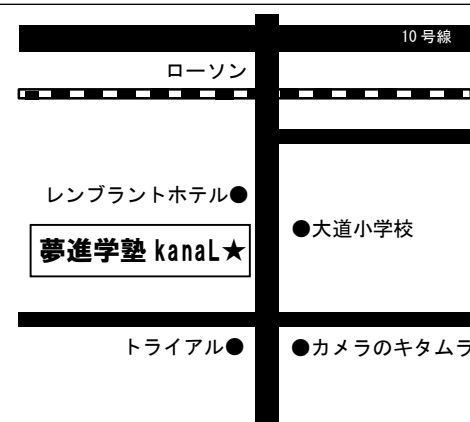 10号線
ローソン
レンブラントホテル●
●大道小学校
夢進学塾 kanaL★
トライアル●
●カメラのキタムラ